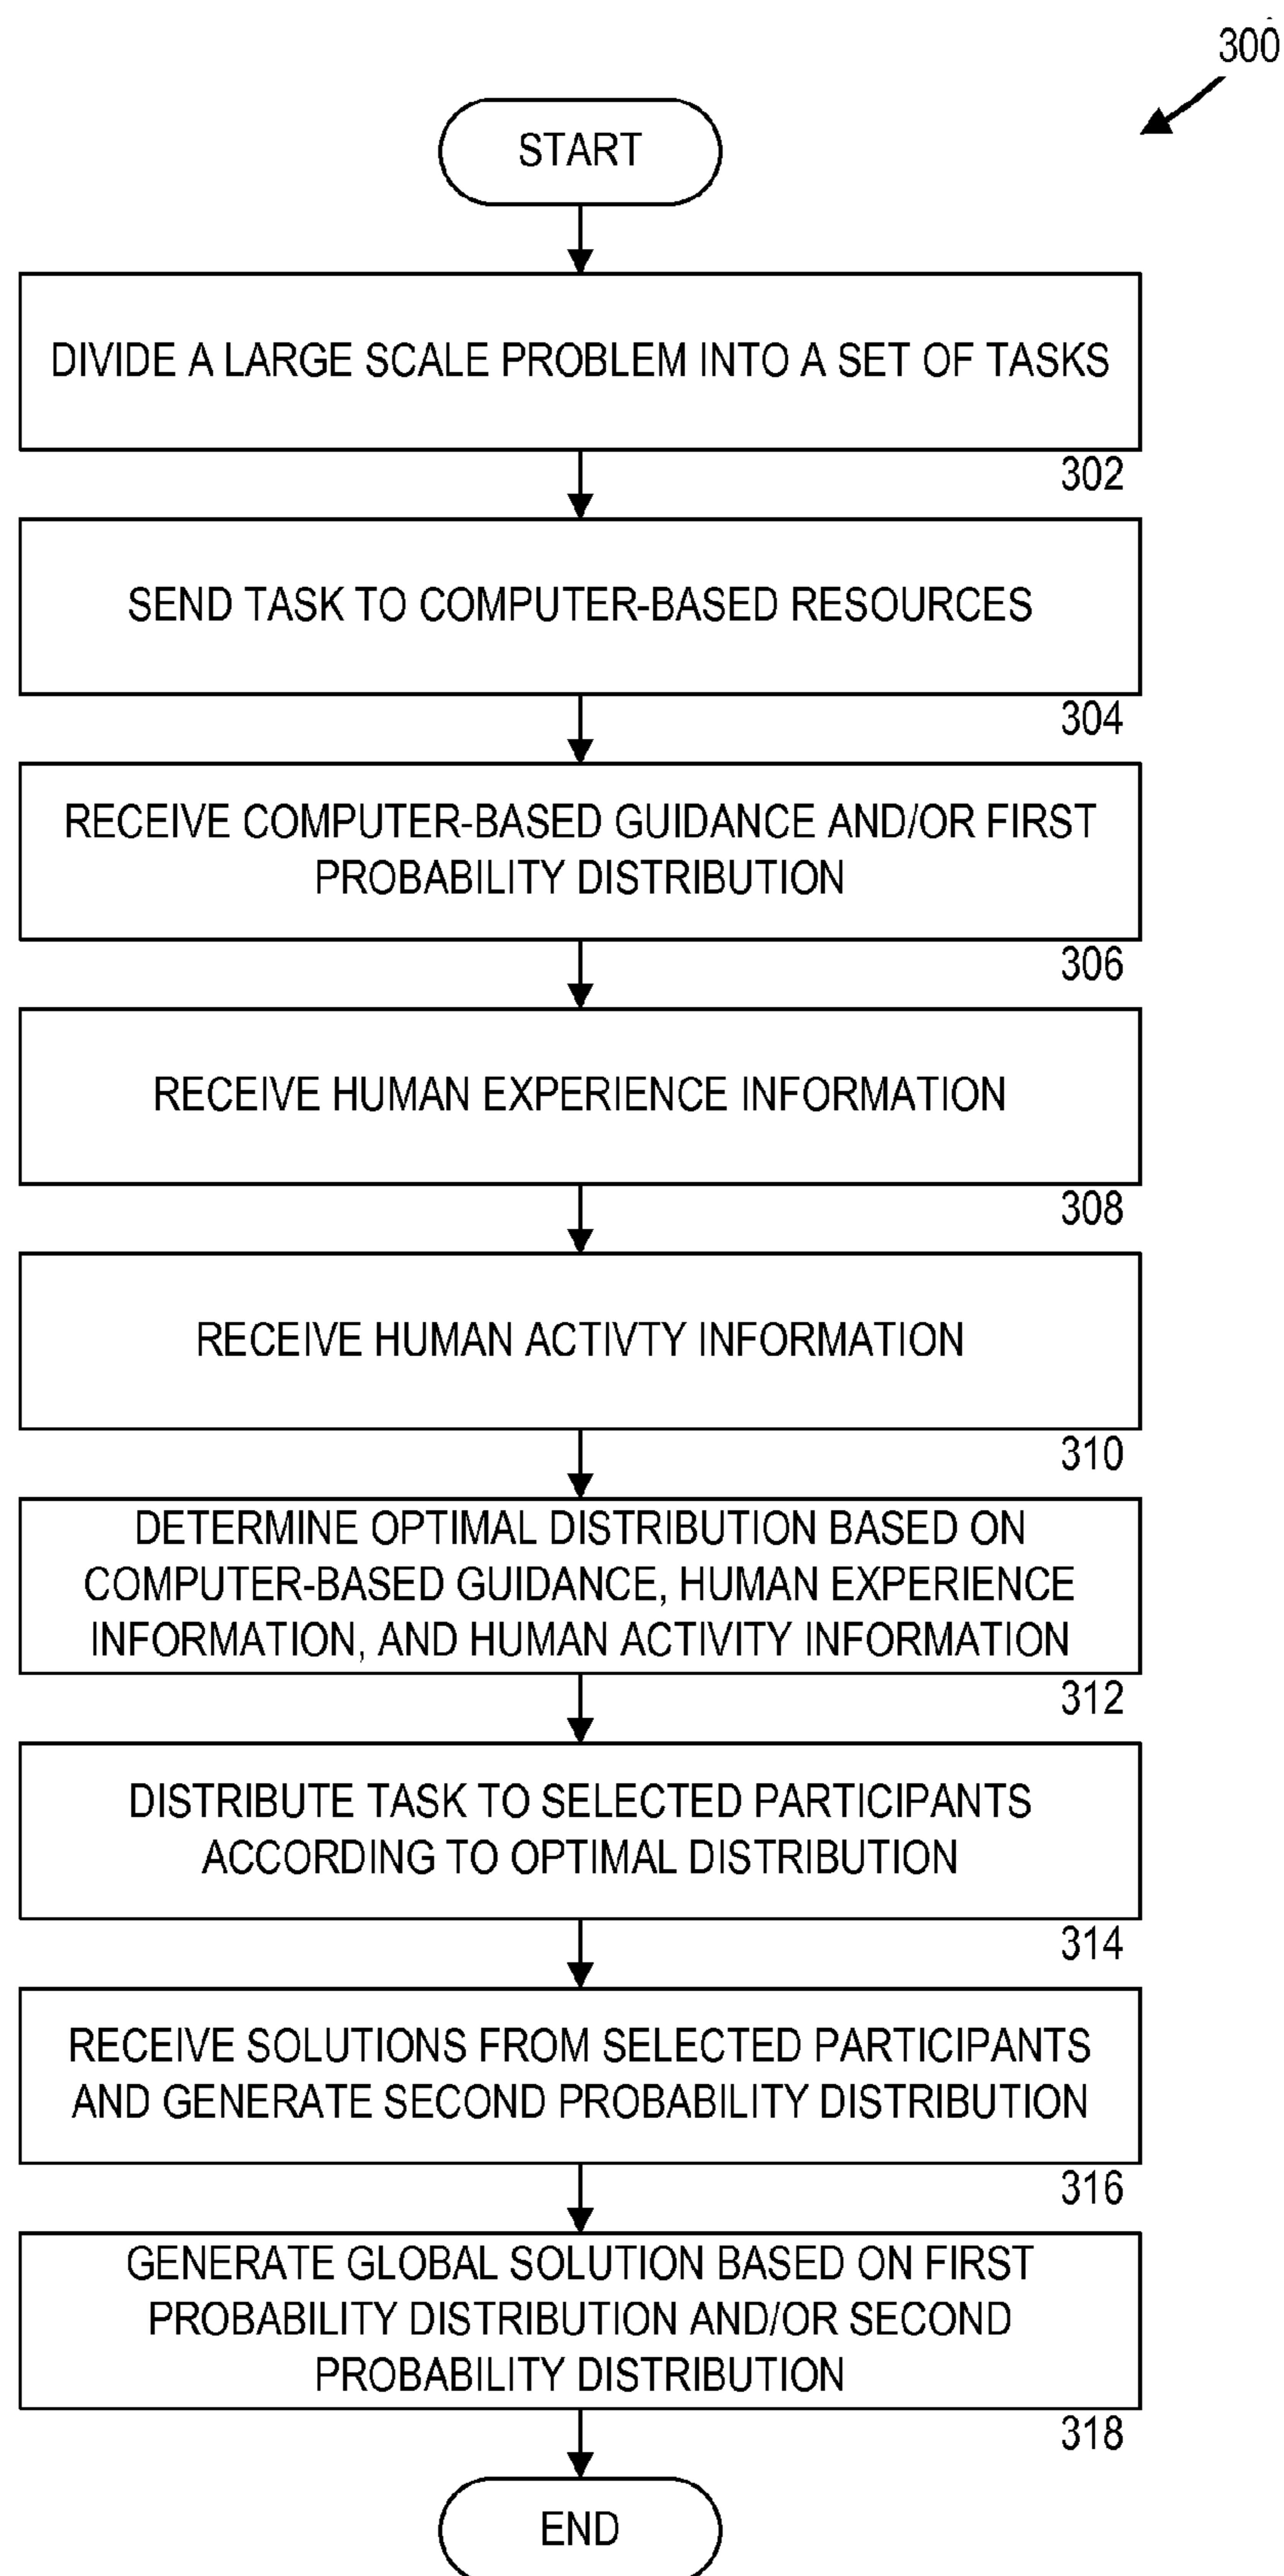 300
START
DIVIDE A LARGE SCALE PROBLEM INTO A SET OF TASKS
302
SEND TASK TO COMPUTER-BASED RESOURCES
304
RECEIVE COMPUTER-BASED GUIDANCE AND/OR FIRST
PROBABILITY DISTRIBUTION
306
RECEIVE HUMAN EXPERIENCE INFORMATION
308
RECEIVE HUMAN ACTIVTY INFORMATION
310
DETERMINE OPTIMAL DISTRIBUTION BASED ON
COMPUTER-BASED GUIDANCE, HUMAN EXPERIENCE
INFORMATION, AND HUMAN ACTIVITY INFORMATION
312
DISTRIBUTE TASK TO SELECTED PARTICIPANTS
ACCORDING TO OPTIMAL DISTRIBUTION
314
RECEIVE SOLUTIONS FROM SELECTED PARTICIPANTS
AND GENERATE SECOND PROBABILITY DISTRIBUTION
316
GENERATE GLOBAL SOLUTION BASED ON FIRST
PROBABILITY DISTRIBUTION AND/OR SECOND
PROBABILITY DISTRIBUTION
318
END